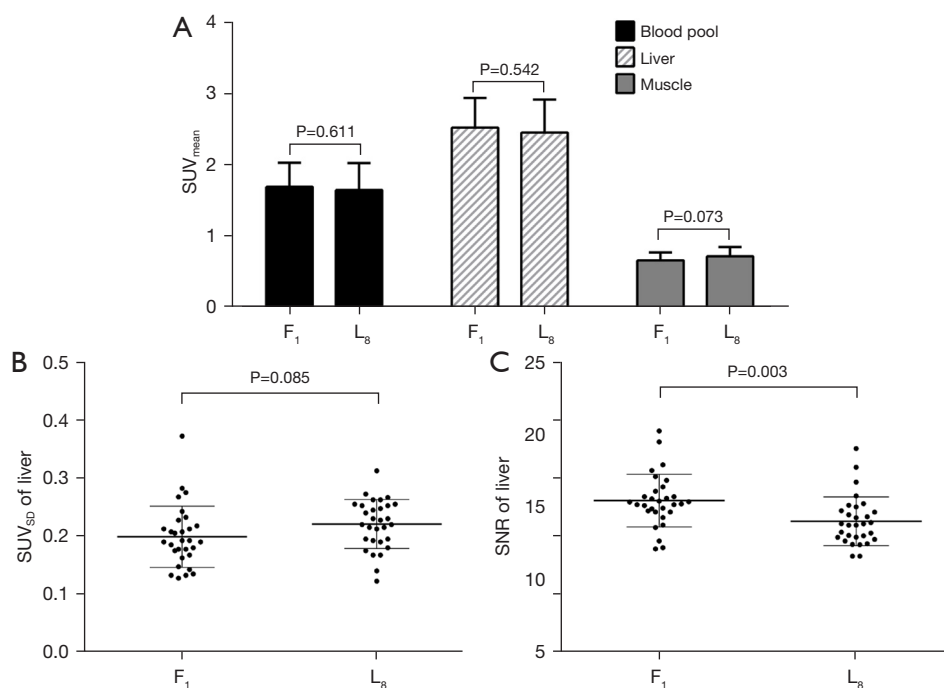 A
4
3
2
1
0
SUVmean
Blood pool
Liver
Muscle
P=0.611
P=0.542
P=0.073
F1
L8
F1
L8
F1
L8
B
0.5
0.4
0.3
0.2
0.1
0.0
SUVSD of liver
P=0.085
F1
L8
C
25
20
15
10
5
SNR of liver
P=0.003
F1
L8